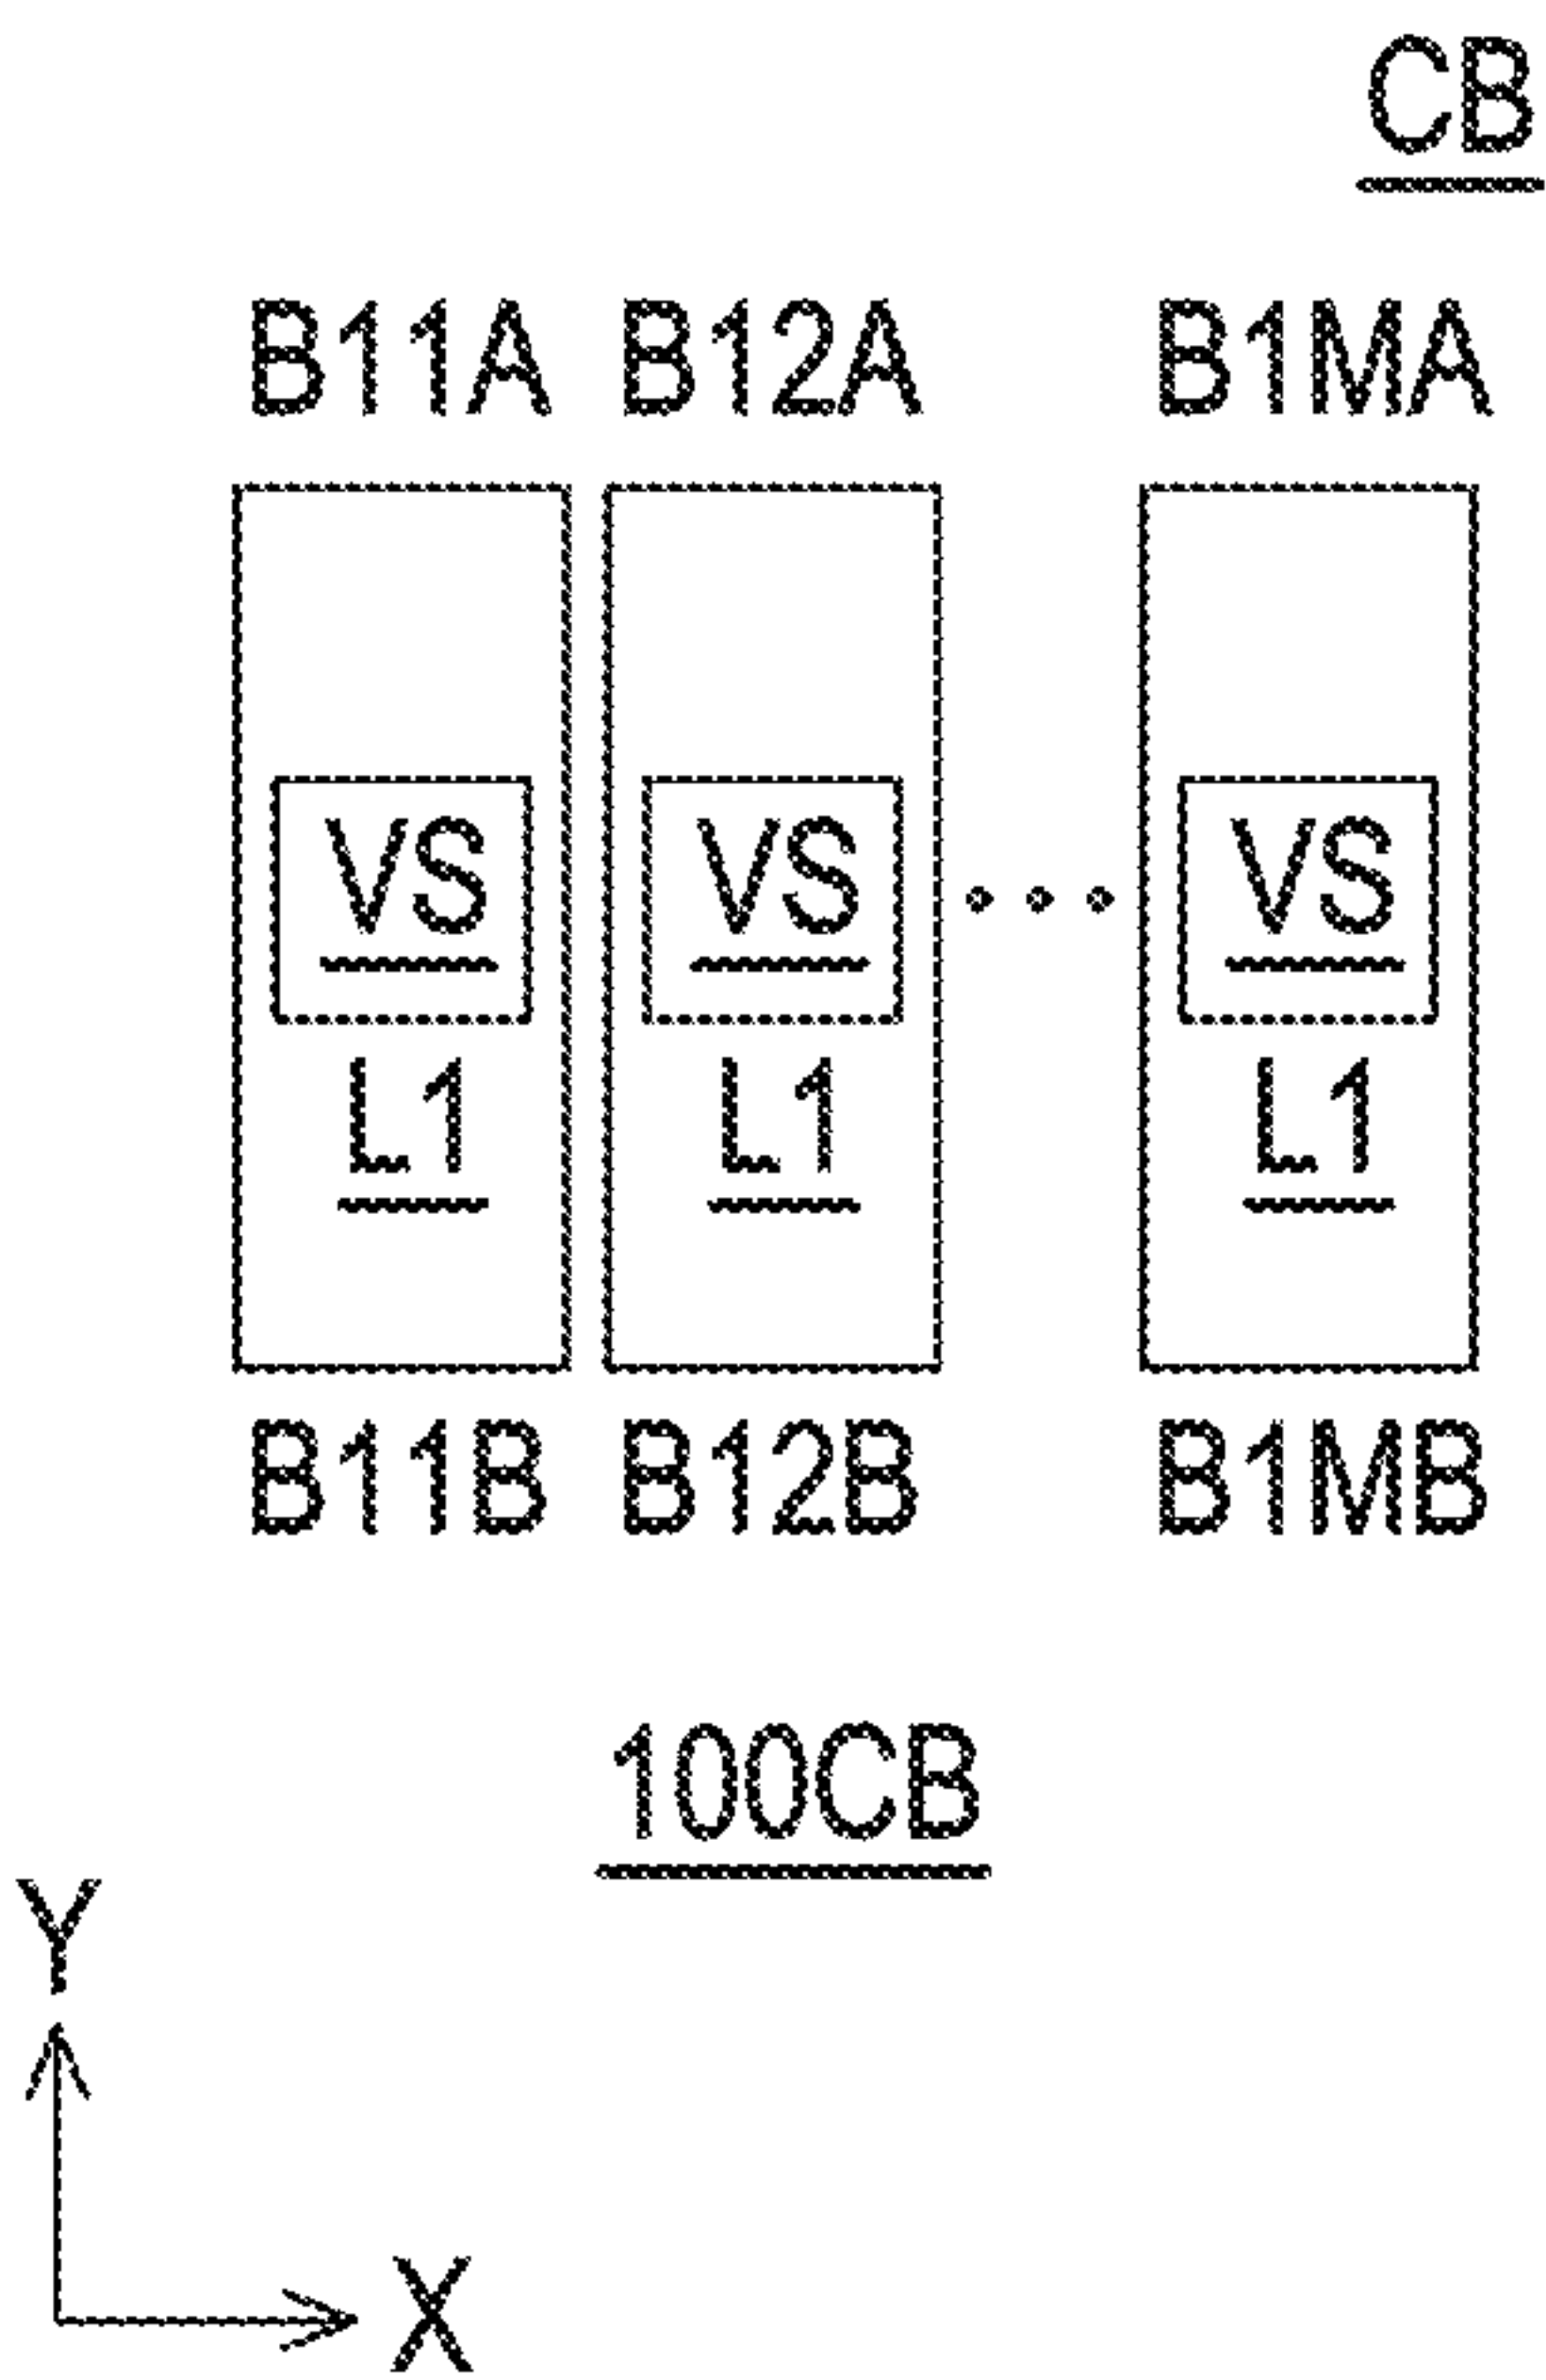 CB
B11A B12A B1MA
VS VS ••• VS
L1 L1 L1
B11B B12B B1MB
100CB
Y
X